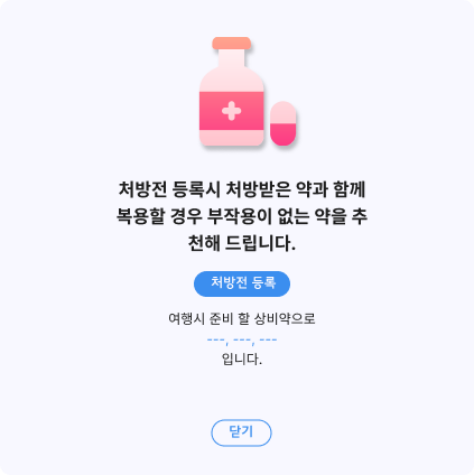 처방전 등록시 처방받은 약과 함께
복용할 경우 부작용이 없는 약을 추
천해 드립니다.
처방전 등록
여행시 준비 할 상비약으로
---, ---, ---
입니다.
닫기